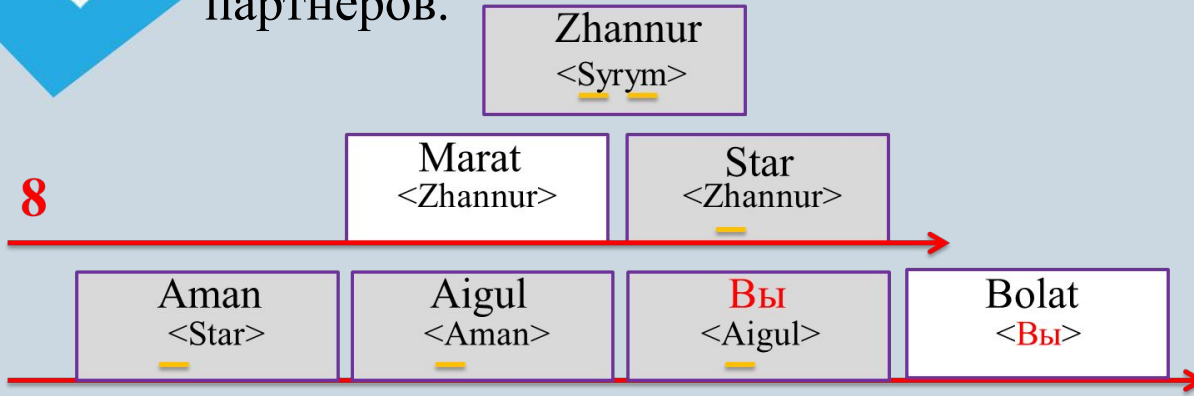 партнеров.
Zhannur
<Syrym>
8
Marat
<Zhannur>
Star
<Zhannur>
Aman
<Star>
Aigul
<Aman>
Вы
<Aigul>
Bolat
<Вы>